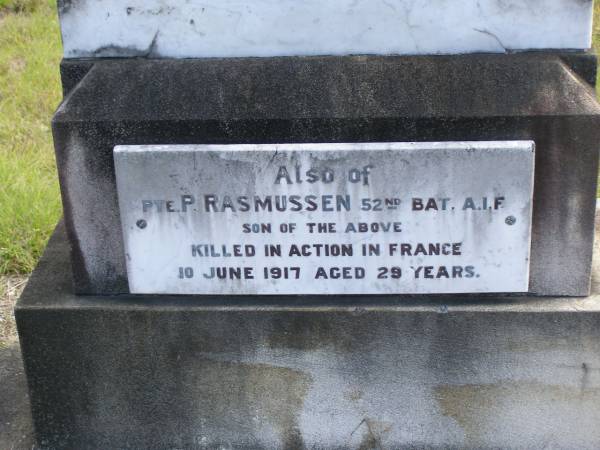 Also of
PTE. P. RASMUSSEN 52ND BAT. A.I.F
SON OF THE ABOVE
KILLED IN ACTION IN FRANCE
10 JUNE 1917 AGED 29 YEARS.